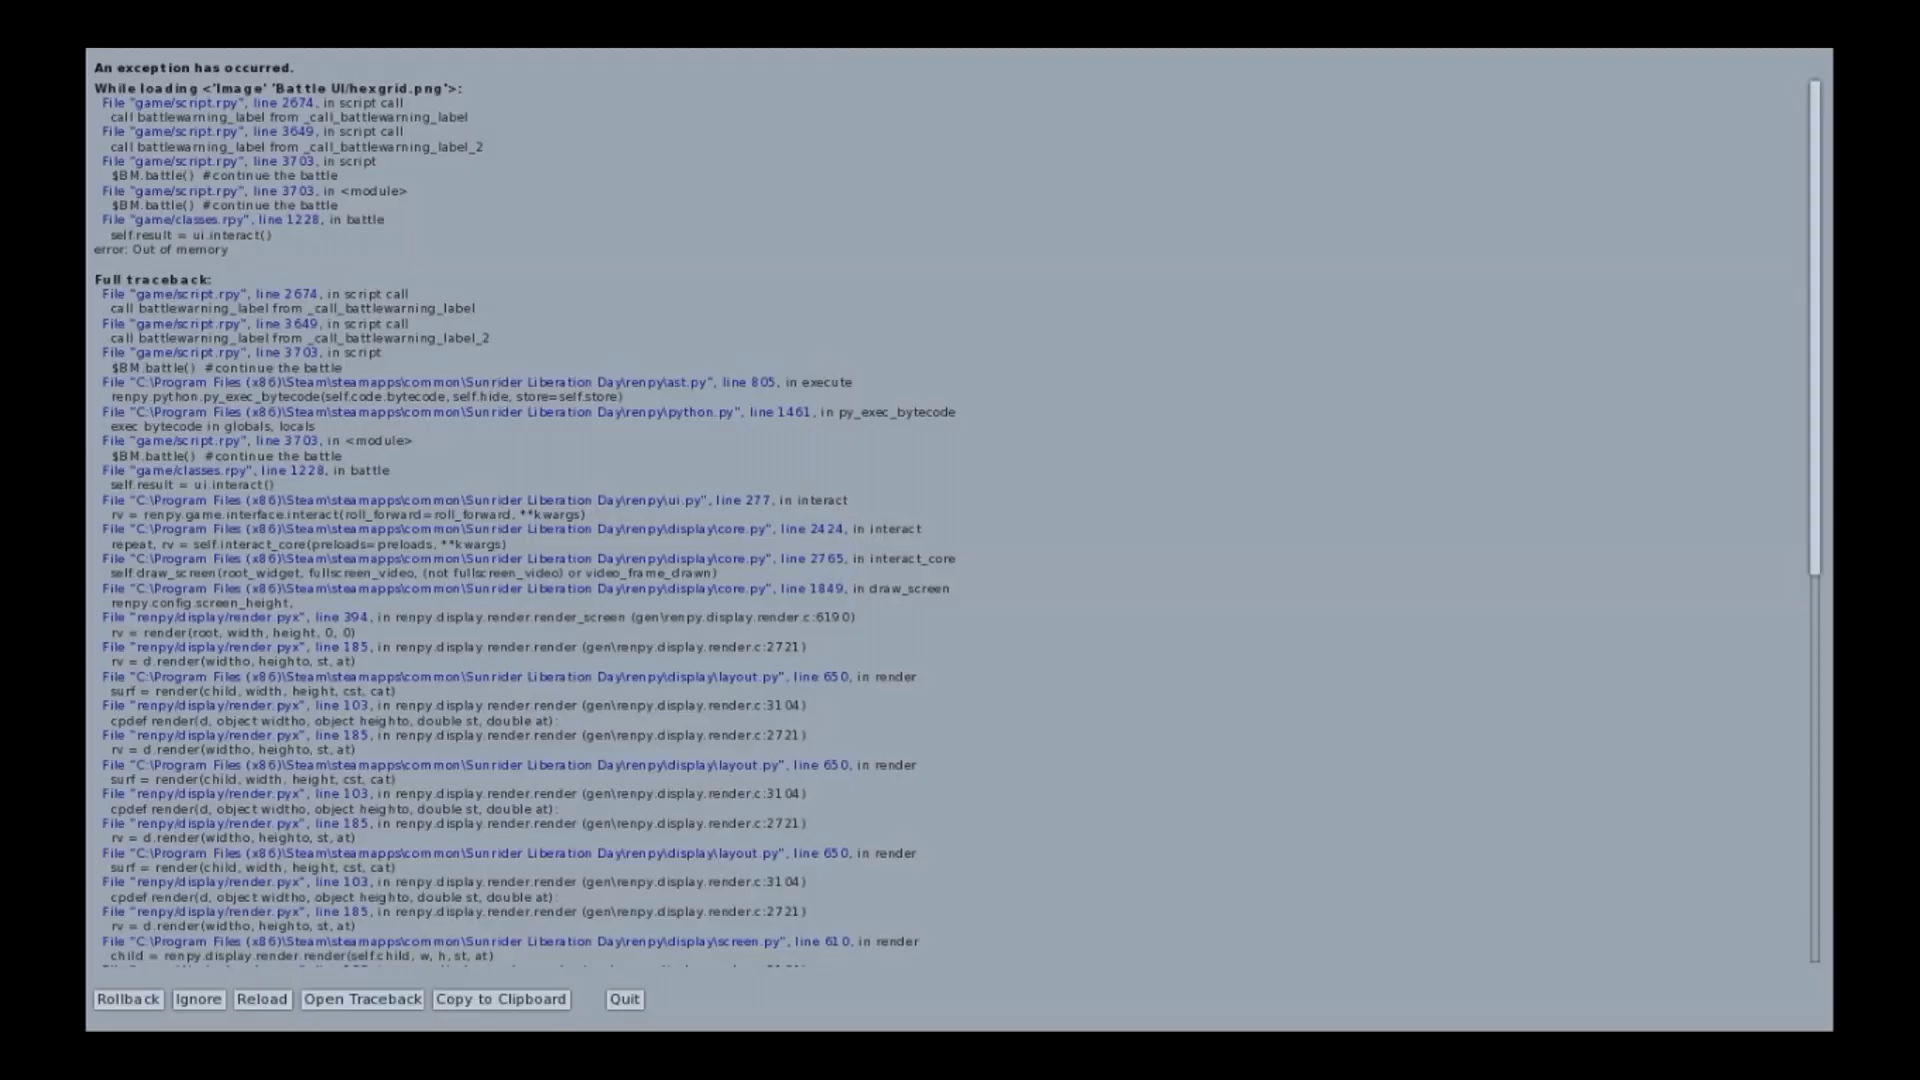 An exception has occurred.
While loading <'Image' 'Battle UI/hexgrid.png'>:
File "game/script.rpy", line 2674, in script call
call battlewarning_label from _call_battlewarning_label
File "game/script.rpy", line 3649, in script call
call battlewarning_label from _call_battlewarning_label_2
File "game/script.rpy", line 3703, in script
$BM.battle() #continue the battle
File "game/script.rpy", line 3703, in <module>
$BM.battle() #continue the battle
File "game/classes.rpy", line 1228, in battle
self.result = ui.interact()
error: Out of memory
Full traceback:
File "game/script.rpy", line 2674, in script call
call battlewarning_label from _call_battlewarning_label
File "game/script.rpy", line 3649, in script call
call battlewarning_label from _call_battlewarning_label_2
File "game/script.rpy", line 3703, in script
$BM.battle() #continue the battle
File "C:\Program Files (x86)\Steam\steamapps\common\Sunrider Liberation Day\renpy\ast.py", line 805, in execute
renpy.python.py_exec_bytecode(self.code.bytecode, self.hide, store=self.store)
File "C:\Program Files (x86)\Steam\steamapps\common\Sunrider Liberation Day\renpy\python.py", line 1461, in py_exec_bytecode
exec bytecode in globals, locals
File "game/script.rpy", line 3703, in <module>
$BM.battle() #continue the battle
File "game/classes.rpy", line 1228, in battle
self.result = ui.interact()
File "C:\Program Files (x86)\Steam\steamapps\common\Sunrider Liberation Day\renpy\ui.py", line 277, in interact
rv = renpy.game.interface.interact(roll_forward=roll_forward, **kwargs)
File "C:\Program Files (x86)\Steam\steamapps\common\Sunrider Liberation Day\renpy\display\core.py", line 2424, in interact
repeat, rv = self.interact_core(preloads=preloads, **kwargs)
File "C:\Program Files (x86)\Steam\steamapps\common\Sunrider Liberation Day\renpy\display\core.py", line 2765, in interact_core
self.draw_screen(root_widget, fullscreen_video, (not fullscreen_video) or video_frame_drawn)
File "C:\Program Files (x86)\Steam\steamapps\common\Sunrider Liberation Day\renpy\display\core.py", line 1849, in draw_screen
renpy.config.screen_height,
File "renpy/display/render.pyx", line 394, in renpy.display.render.render_screen (gen\renpy.display.render.c:6190)
rv = render(root, width, height, 0, 0)
File "renpy/display/render.pyx", line 185, in renpy.display.render.render (gen\renpy.display.render.c:2721)
rv = d.render(widtho, heighto, st, at)
File "C:\Program Files (x86)\Steam\steamapps\common\Sunrider Liberation Day\renpy\display\layout.py", line 650, in render
surf = render(child, width, height, cst, cat)
File "renpy/display/render.pyx", line 103, in renpy.display.render.render (gen\renpy.display.render.c:3104)
cpdef render(d, object widtho, object heighto, double st, double at):
File "renpy/display/render.pyx", line 185, in renpy.display.render.render (gen\renpy.display.render.c:2721)
rv = d.render(widtho, heighto, st, at)
File "C:\Program Files (x86)\Steam\steamapps\common\Sunrider Liberation Day\renpy\display\layout.py", line 650, in render
surf = render(child, width, height, cst, cat)
File "renpy/display/render.pyx", line 103, in renpy.display.render.render (gen\renpy.display.render.c:3104)
cpdef render(d, object widtho, object heighto, double st, double at):
File "renpy/display/render.pyx", line 185, in renpy.display.render.render (gen\renpy.display.render.c:2721)
rv = d.render(widtho, heighto, st, at)
File "C:\Program Files (x86)\Steam\steamapps\common\Sunrider Liberation Day\renpy\display\layout.py", line 650, in render
surf = render(child, width, height, cst, cat)
File "renpy/display/render.pyx", line 103, in renpy.display.render.render (gen\renpy.display.render.c:3104)
cpdef render(d, object widtho, object heighto, double st, double at):
File "renpy/display/render.pyx", line 185, in renpy.display.render.render (gen\renpy.display.render.c:2721)
rv = d.render(widtho, heighto, st, at)
File "C:\Program Files (x86)\Steam\steamapps\common\Sunrider Liberation Day\renpy\display\screen.py", line 610, in render
child = renpy.display.render.render(self.child, w, h, st, at)
Rollback Ignore Reload Open Traceback Copy to Clipboard Quit